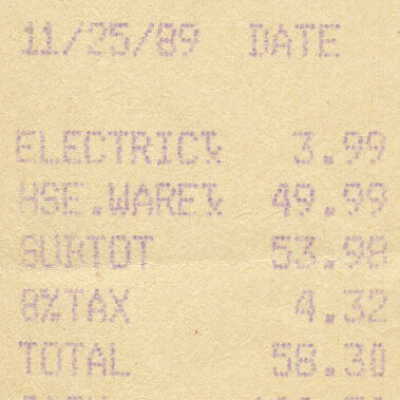 11/25/89 DATE
ELECTRIC% 3.99
HSE.WARE% 49.99
SUBTOT 53.98
8%TAX 4.32
TOTAL 58.30